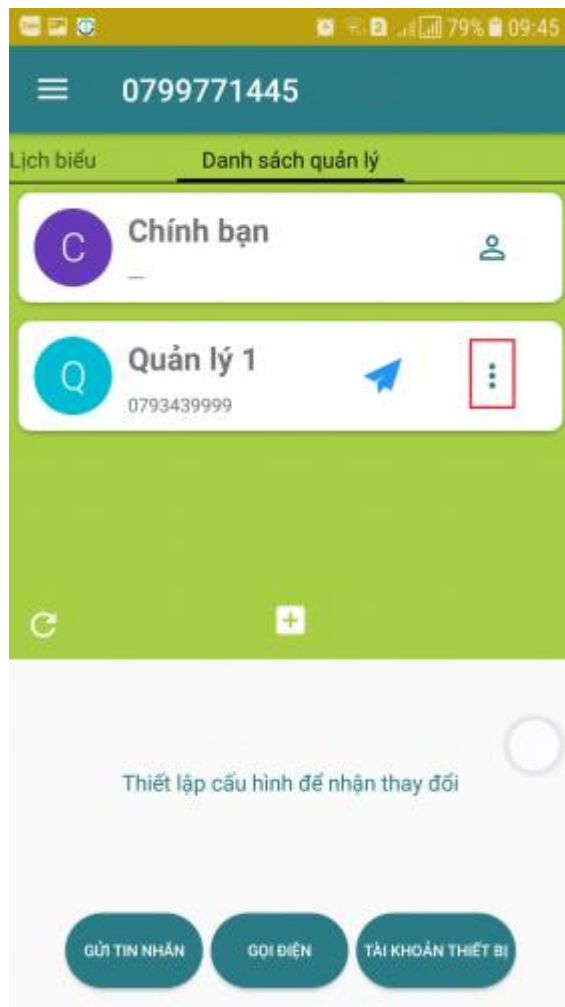 79% 09:45
0799771445
Lịch biểu Danh sách quản lý
C Chính bạn
Q Quản lý 1
0793439999
Thiết lập cấu hình để nhận thay đổi
GỬI TIN NHẮN GỌI ĐIỆN TÀI KHOẢN THIẾT BỊ